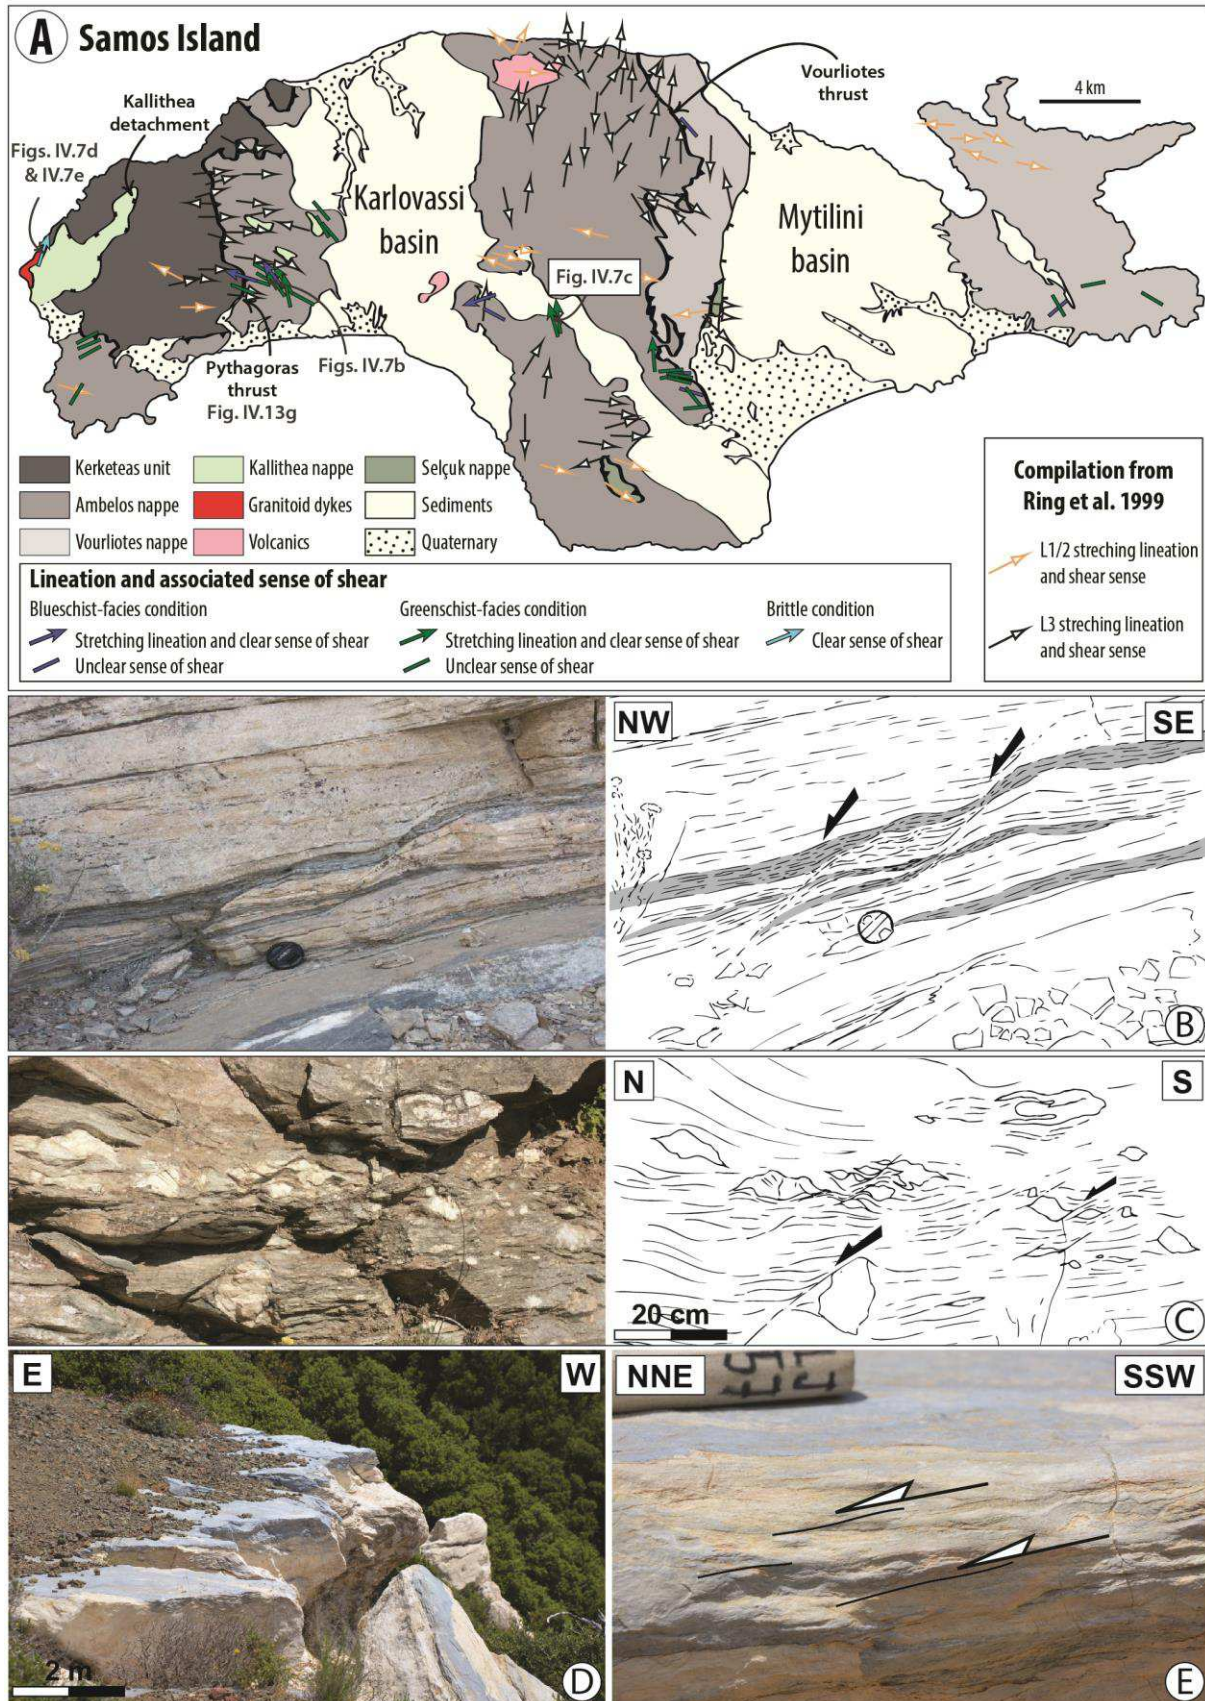 A Samos Island
Vourliotes
thrust
4 km
Kallithea
detachment
Figs. IV.7d
& IV.7e
Karlovassi
basin
Mytilini
basin
Fig. IV.7c
Pythagoras
thrust
Fig. IV.13g
Figs. IV.7b
Kerketeas unit
Kallithea nappe
Selçuk nappe
Ambelos nappe
Granitoid dykes
Sediments
Vourliotes nappe
Volcanics
Quaternary
Compilation from
Ring et al. 1999
L1/2 streching lineation
and shear sense
L3 streching lineation
and shear sense
Lineation and associated sense of shear
Blueschist-facies condition
Stretching lineation and clear sense of shear
Unclear sense of shear
Greenschist-facies condition
Stretching lineation and clear sense of shear
Unclear sense of shear
Brittle condition
Clear sense of shear
NW
SE
B
N
S
20 cm
C
E
W
2 m
D
NNE
SSW
E